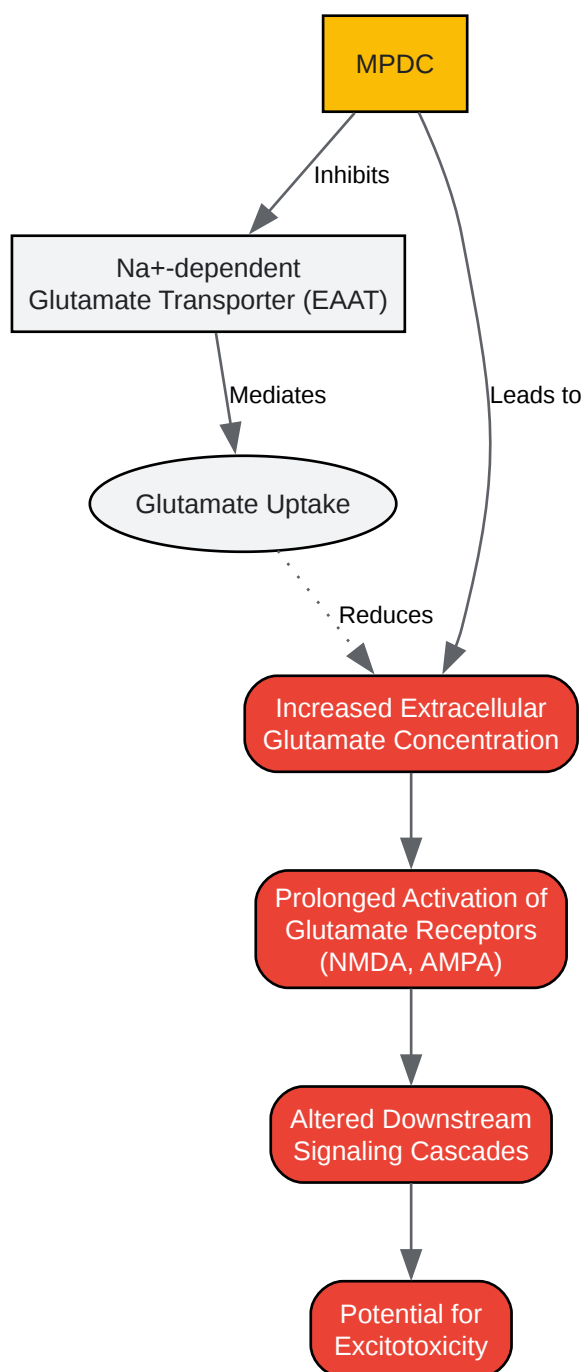 MPDC
Inhibits
Na+-dependent
Glutamate Transporter (EAAT)
Mediates
Leads to
Glutamate Uptake
Reduces
Increased Extracellular
Glutamate Concentration
Prolonged Activation of
Glutamate Receptors
(NMDA, AMPA)
Altered Downstream
Signaling Cascades
Potential for
Excitotoxicity